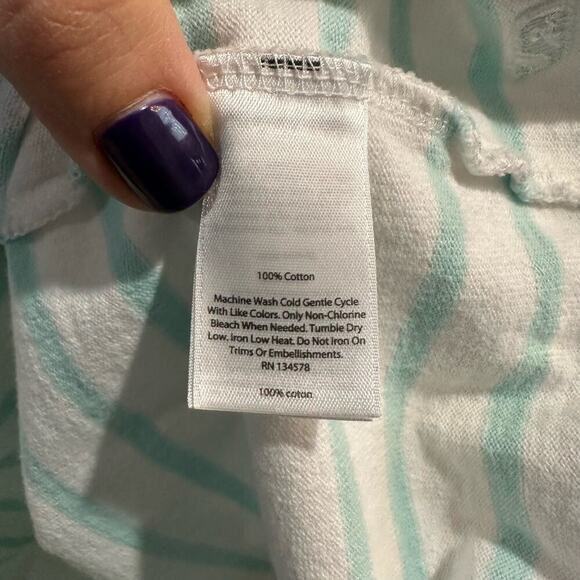 100% Cotton
Machine Wash Cold Gentle Cycle
With Like Colors. Only Non-Chlorine
Bleach When Needed. Tumble Dry
Low. Iron Low Heat. Do Not Iron On
Trims Or Embellishments.
RN 134578
100% coton